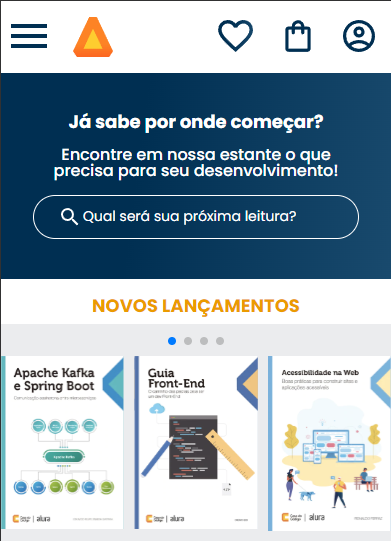 Já sabe por onde começar?
Encontre em nossa estante o que
precisa para seu desenvolvimento!
Qual será sua próxima leitura?
NOVOS LANÇAMENTOS
Apache Kafka
e Spring Boot
Comunicação assíncrona entre microsserviços
Casa do
Código | alura
Guia
Front-End
O caminho das pedras para ser
um dev Front-End
Casa do
Código | alura
Acessibilidade na Web
Boas práticas para construir sites e
aplicações acessíveis
Casa do
Código | alura